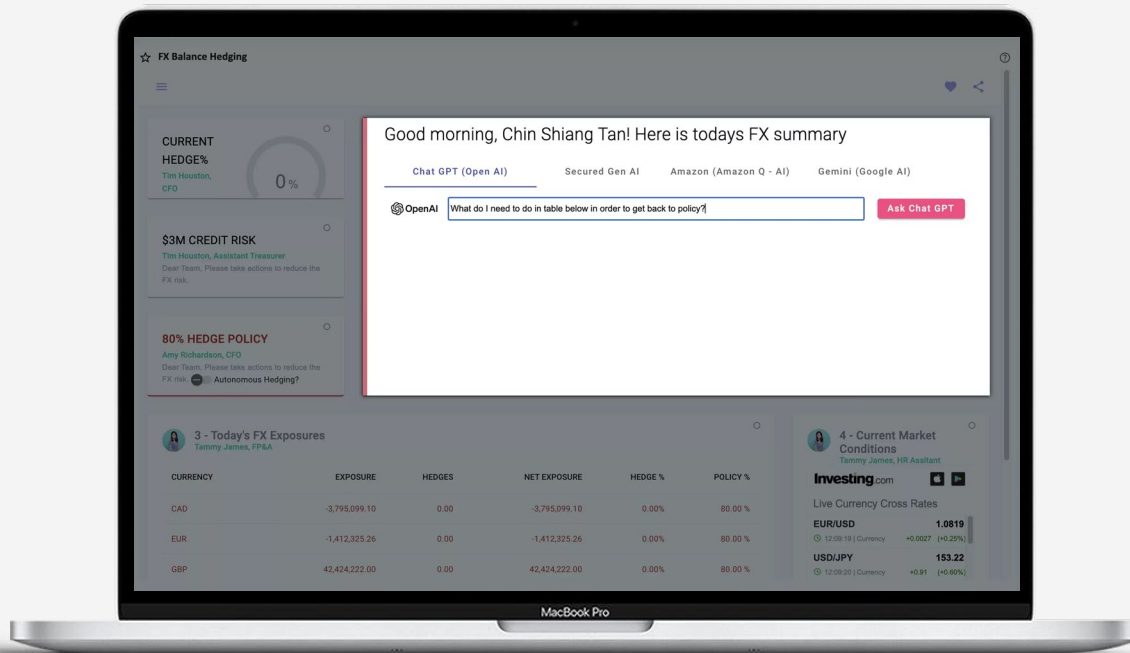 FX Balance Hedging
CURRENT
HEDGE%
Tim Houston,
CFO
0 %
$3M CREDIT RISK
Tim Houston, Assistant Treasurer
Dear Team, Please take actions to reduce the
FX risk.
80% HEDGE POLICY
Amy Richardson, CFO
Dear Team, Please take actions to reduce the
FX risk.
Autonomous Hedging?
Good morning, Chin Shiang Tan! Here is todays FX summary
Chat GPT (Open AI) Secured Gen AI Amazon (Amazon Q - AI) Gemini (Google AI)
OpenAI What do I need to do in table below in order to get back to policy? Ask Chat GPT
3 - Today's FX Exposures
Tammy James, FP&A
CURRENCY EXPOSURE HEDGES NET EXPOSURE HEDGE % POLICY %
CAD -3,795,099.10 0.00 -3,795,099.10 0.00% 80.00 %
EUR -1,412,325.26 0.00 -1,412,325.26 0.00% 80.00 %
GBP 42,424,222.00 0.00 42,424,222.00 0.00% 80.00 %
4 - Current Market
Conditions
Tammy James, HR Assitant
Investing.com
Live Currency Cross Rates
EUR/USD 1.0819
12:09:19 | Currency +0.0027 (+0.25%)
USD/JPY 153.22
12:09:20 | Currency +0.91 (+0.60%)
MacBook Pro